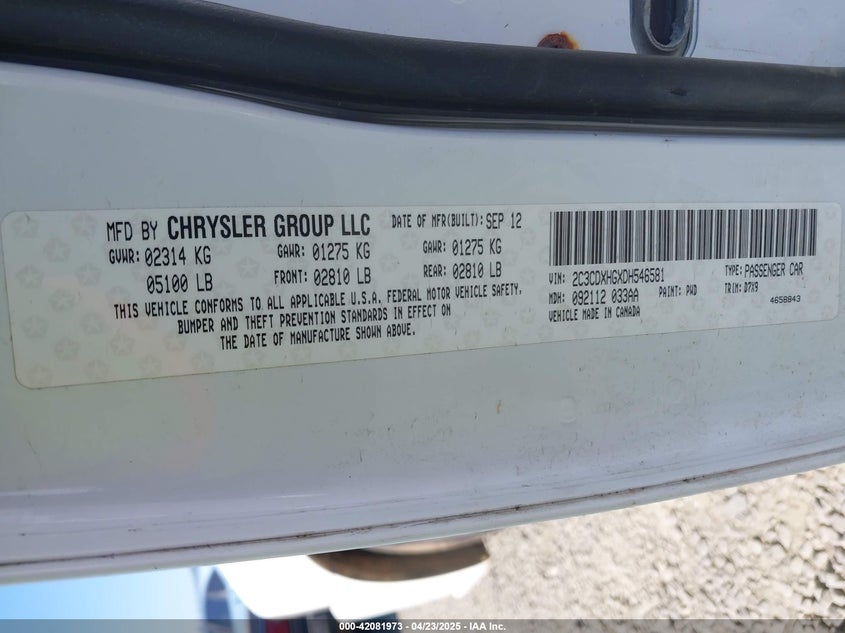 MFD BY CHRYSLER GROUP LLC DATE OF MFR(BUILT): SEP 12
GVWR: 02314 KG GAWR: 01275 KG GAWR: 01275 KG
05100 LB FRONT: 02810 LB REAR: 02810 LB
THIS VEHICLE CONFORMS TO ALL APPLICABLE U.S.A. FEDERAL MOTOR VEHICLE SAFETY,
BUMPER AND THEFT PREVENTION STANDARDS IN EFFECT ON
THE DATE OF MANUFACTURE SHOWN ABOVE.
VIN: 2C3CDXHGXDH546581 TYPE: PASSENGER CAR
MDH: 092112 033AA PAINT: PWD TRIM: D7X9
VEHICLE MADE IN CANADA 4658843
000-42081973 - 04/23/2025 - IAA Inc.